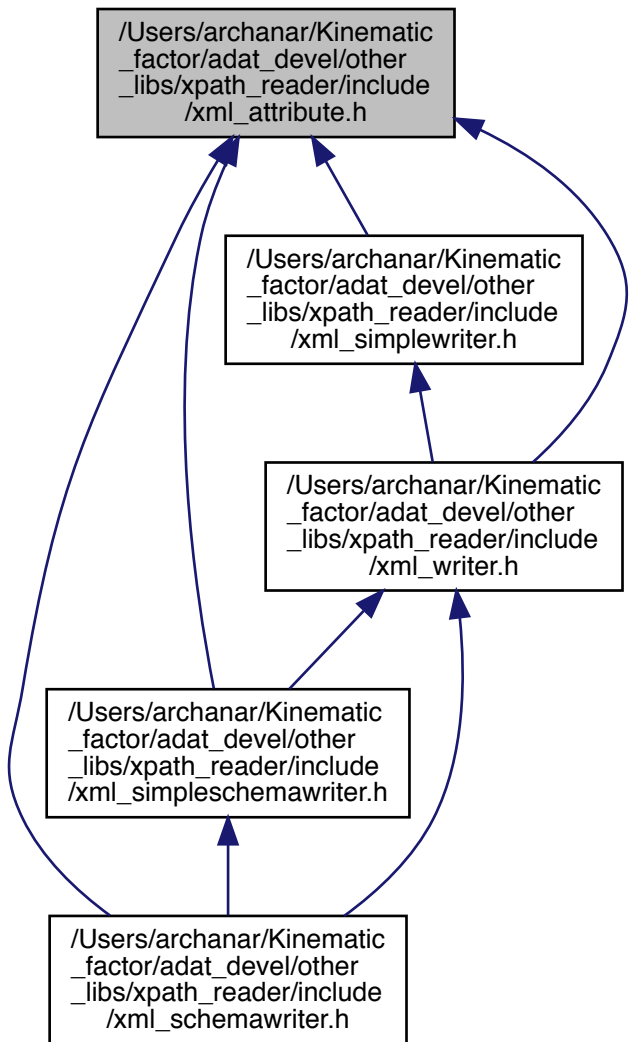 /Users/archanar/Kinematic
_factor/adat_devel/other
_libs/xpath_reader/include
/xml_attribute.h
/Users/archanar/Kinematic
_factor/adat_devel/other
_libs/xpath_reader/include
/xml_simplewriter.h
/Users/archanar/Kinematic
_factor/adat_devel/other
_libs/xpath_reader/include
/xml_writer.h
/Users/archanar/Kinematic
_factor/adat_devel/other
_libs/xpath_reader/include
/xml_simpleschemawriter.h
/Users/archanar/Kinematic
_factor/adat_devel/other
_libs/xpath_reader/include
/xml_schemawriter.h